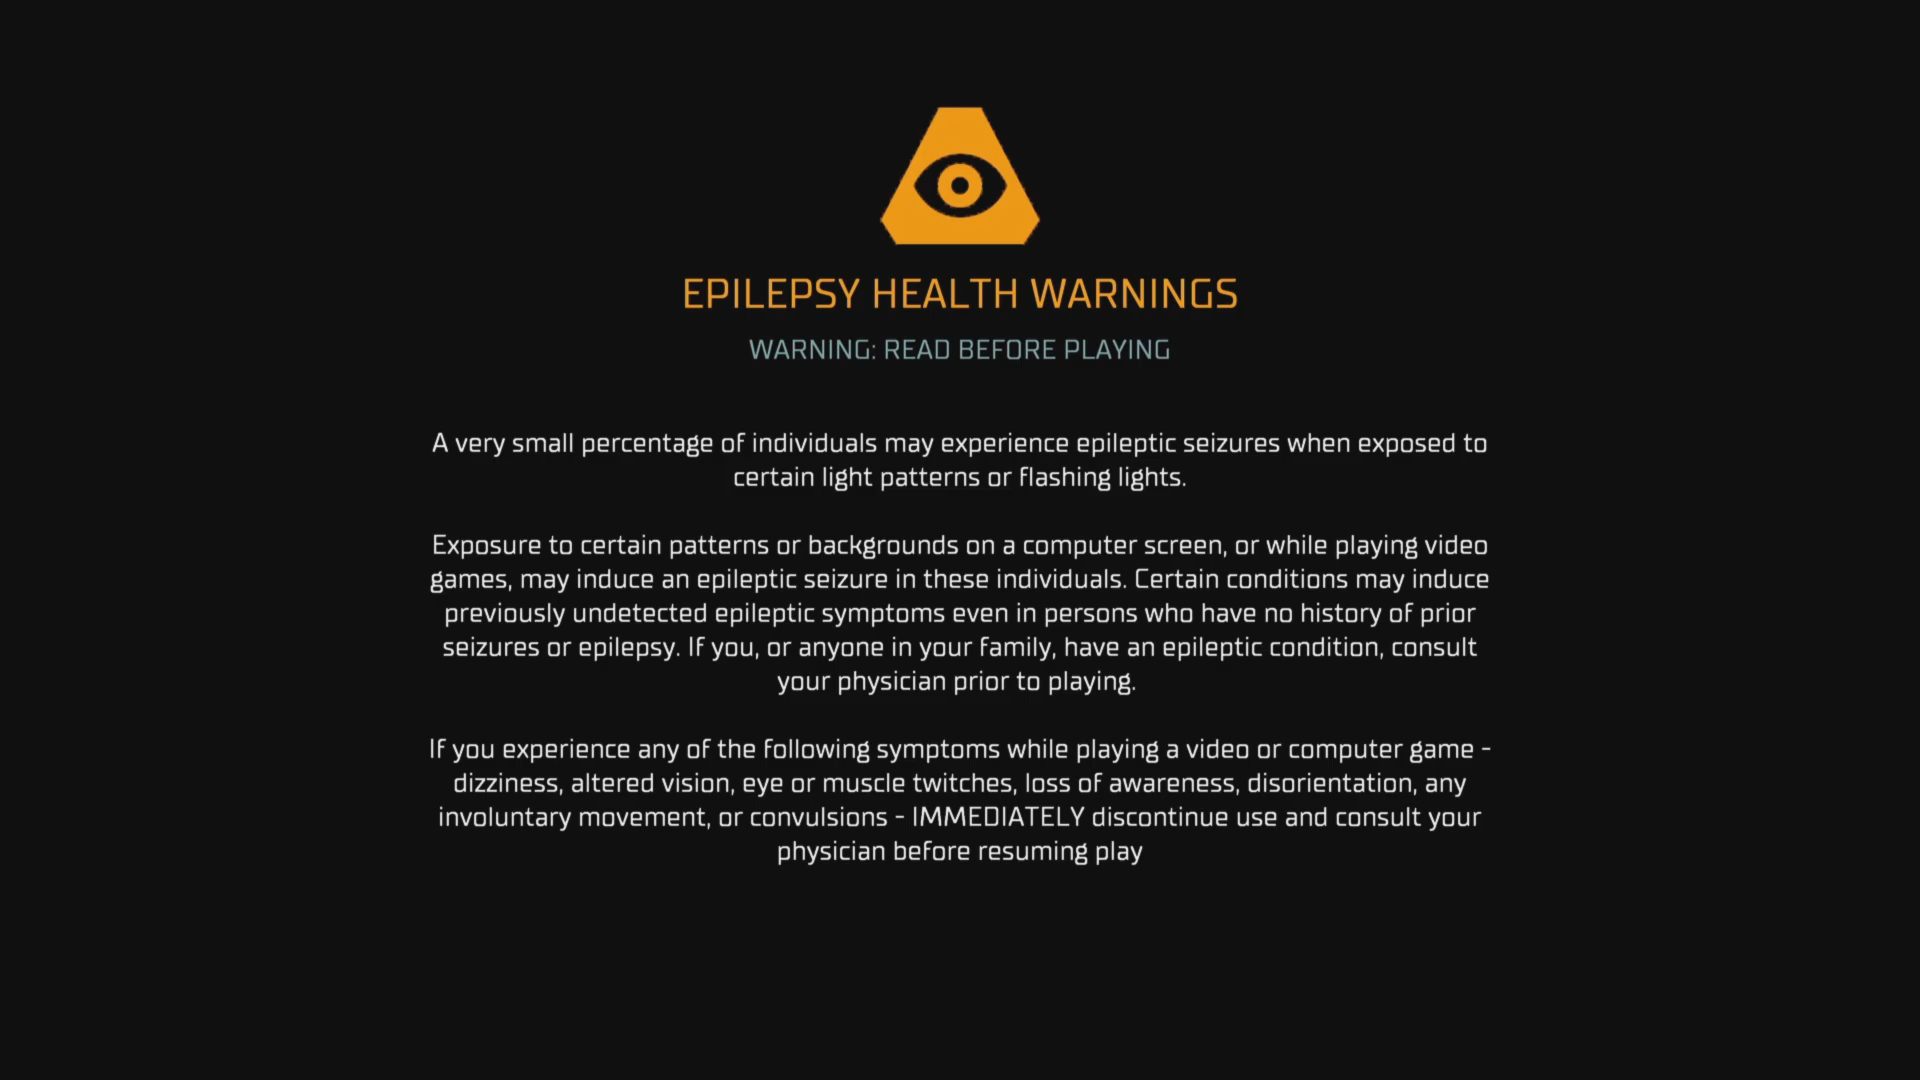 EPILEPSY HEALTH WARNINGS
WARNING: READ BEFORE PLAYING
A very small percentage of individuals may experience epileptic seizures when exposed to
certain light patterns or flashing lights.
Exposure to certain patterns or backgrounds on a computer screen, or while playing video
games, may induce an epileptic seizure in these individuals. Certain conditions may induce
previously undetected epileptic symptoms even in persons who have no history of prior
seizures or epilepsy. If you, or anyone in your family, have an epileptic condition, consult
your physician prior to playing.
If you experience any of the following symptoms while playing a video or computer game -
dizziness, altered vision, eye or muscle twitches, loss of awareness, disorientation, any
involuntary movement, or convulsions - IMMEDIATELY discontinue use and consult your
physician before resuming play